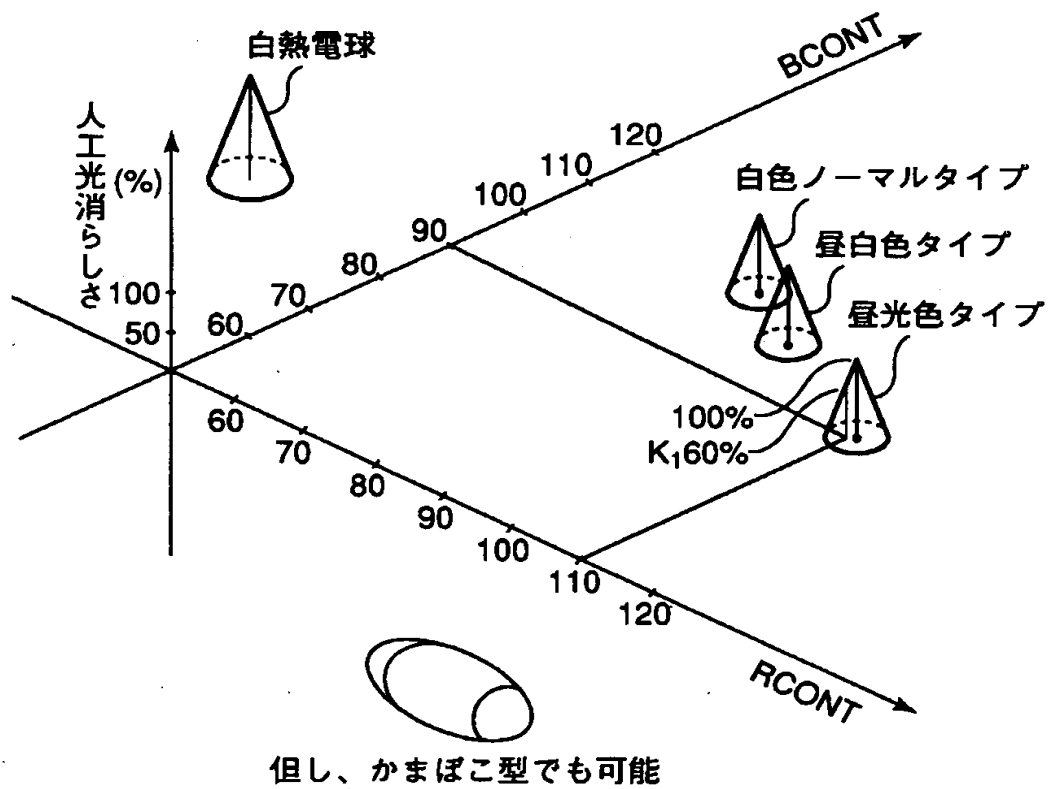 白熱電球
BCONT
人工光消らしさ
(%)
100
50
60
70
80
90
100
110
120
白色ノーマルタイプ
昼白色タイプ
昼光色タイプ
100%
K₁60%
60
70
80
90
100
110
120
RCONT
但し、かまぼこ型でも可能